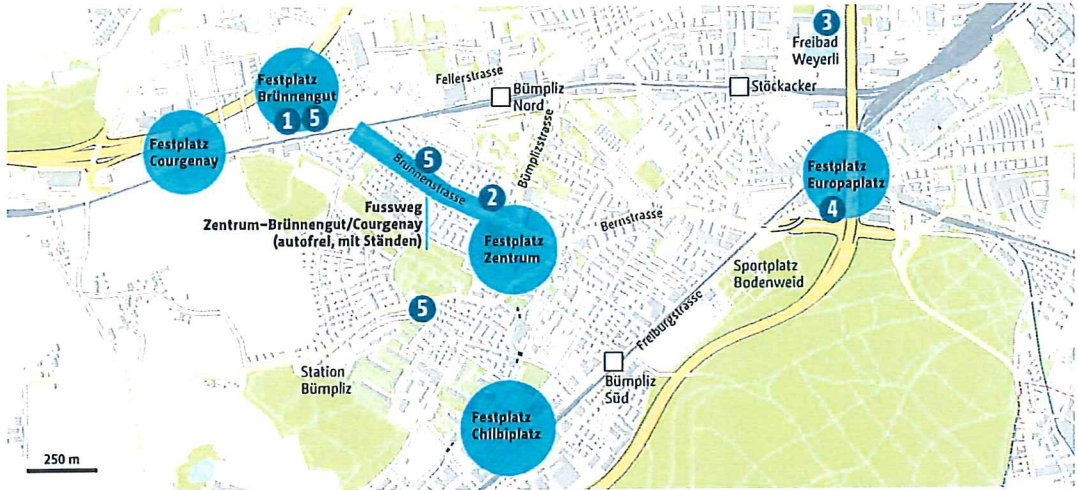 3
Freibad
Weyerli
Festplatz
Brünnengut
1 5
Fellerstrasse
Bümpliz
Nord
Stöckacker
Festplatz
Courgenay
5
Brünnenstrasse
Bümplizstrasse
2
Festplatz
Europaplatz
4
Fussweg
Zentrum–Brünnengut/Courgenay
(autofrei, mit Ständen)
Bernstrasse
Festplatz
Zentrum
Sportplatz
Bodenweid
5
Freiburgstrasse
Station
Bümpliz
Bümpliz
Süd
Festplatz
Chilbiplatz
250 m